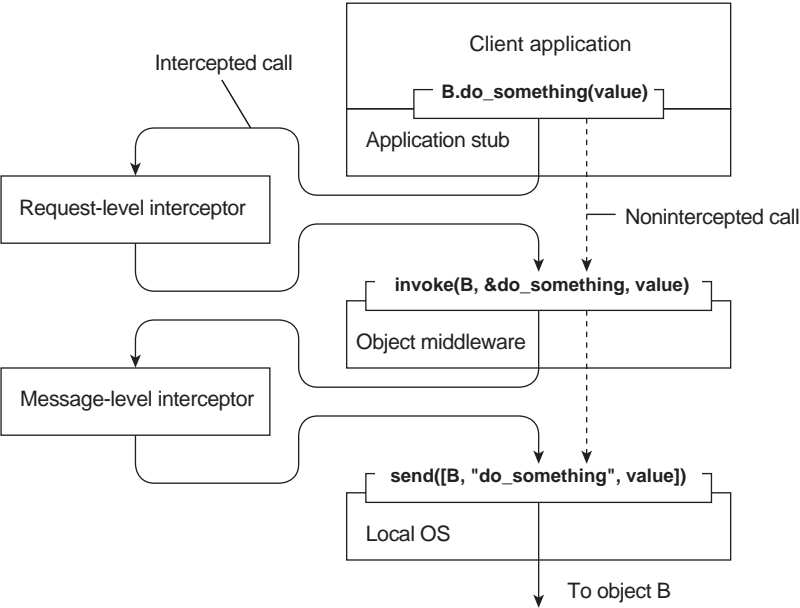 Client application
Intercepted call
B.do_something(value)
Application stub
Request-level interceptor
Nonintercepted call
invoke(B, &do_something, value)
Object middleware
Message-level interceptor
send([B, "do_something", value])
Local OS
To object B